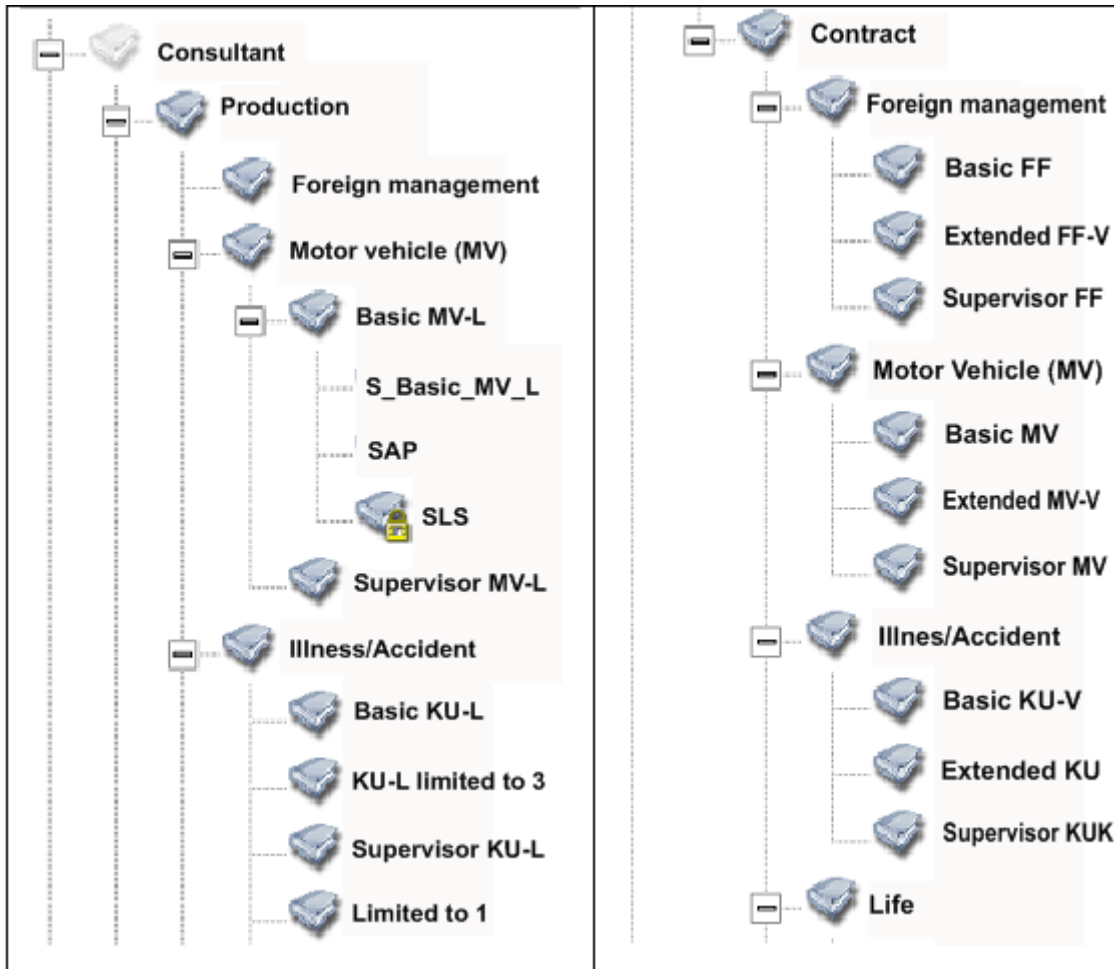 Consultant
Production
Foreign management
Motor vehicle (MV)
Basic MV-L
S_Basic_MV_L
SAP
SLS
Supervisor MV-L
Illness/Accident
Basic KU-L
KU-L limited to 3
Supervisor KU-L
Limited to 1
Contract
Foreign management
Basic FF
Extended FF-V
Supervisor FF
Motor Vehicle (MV)
Basic MV
Extended MV-V
Supervisor MV
Illnes/Accident
Basic KU-V
Extended KU
Supervisor KUK
Life